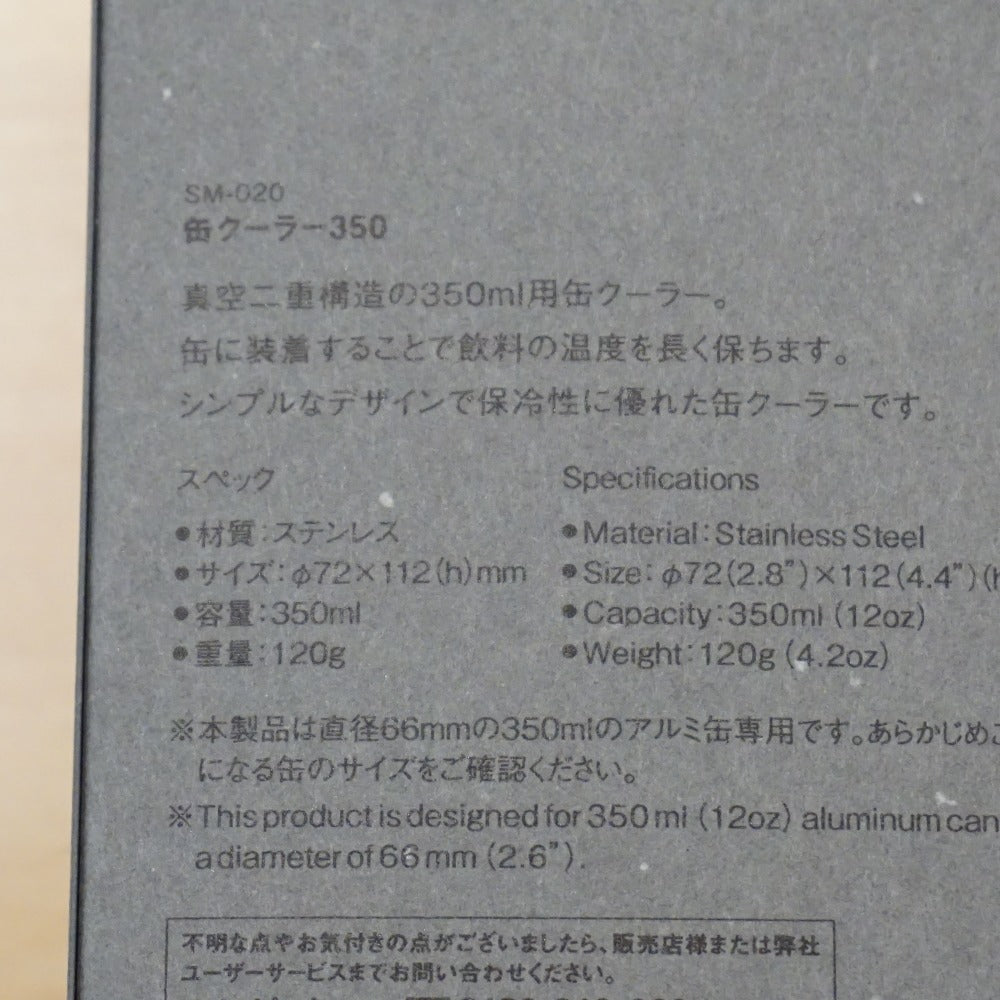 SM-020
缶クーラー350
真空二重構造の350ml用缶クーラー。
缶に装着することで飲料の温度を長く保ちます。
シンプルなデザインで保冷性に優れた缶クーラーです。
スペック
●材質:ステンレス
●サイズ:φ72×112(h)mm
●容量:350ml
●重量:120g
Specifications
●Material:Stainless Steel
●Size:φ72(2.8")×112(4.4")(h
●Capacity:350ml (12oz)
●Weight:120g (4.2oz)
※本製品は直径66mmの350mlのアルミ缶専用です。あらかじめご
になる缶のサイズをご確認ください。
※This product is designed for 350 ml (12oz) aluminum can
a diameter of 66 mm (2.6").
不明な点やお気付きの点がございましたら、販売店様または弊社
ユーザーサービスまでお問い合わせください。